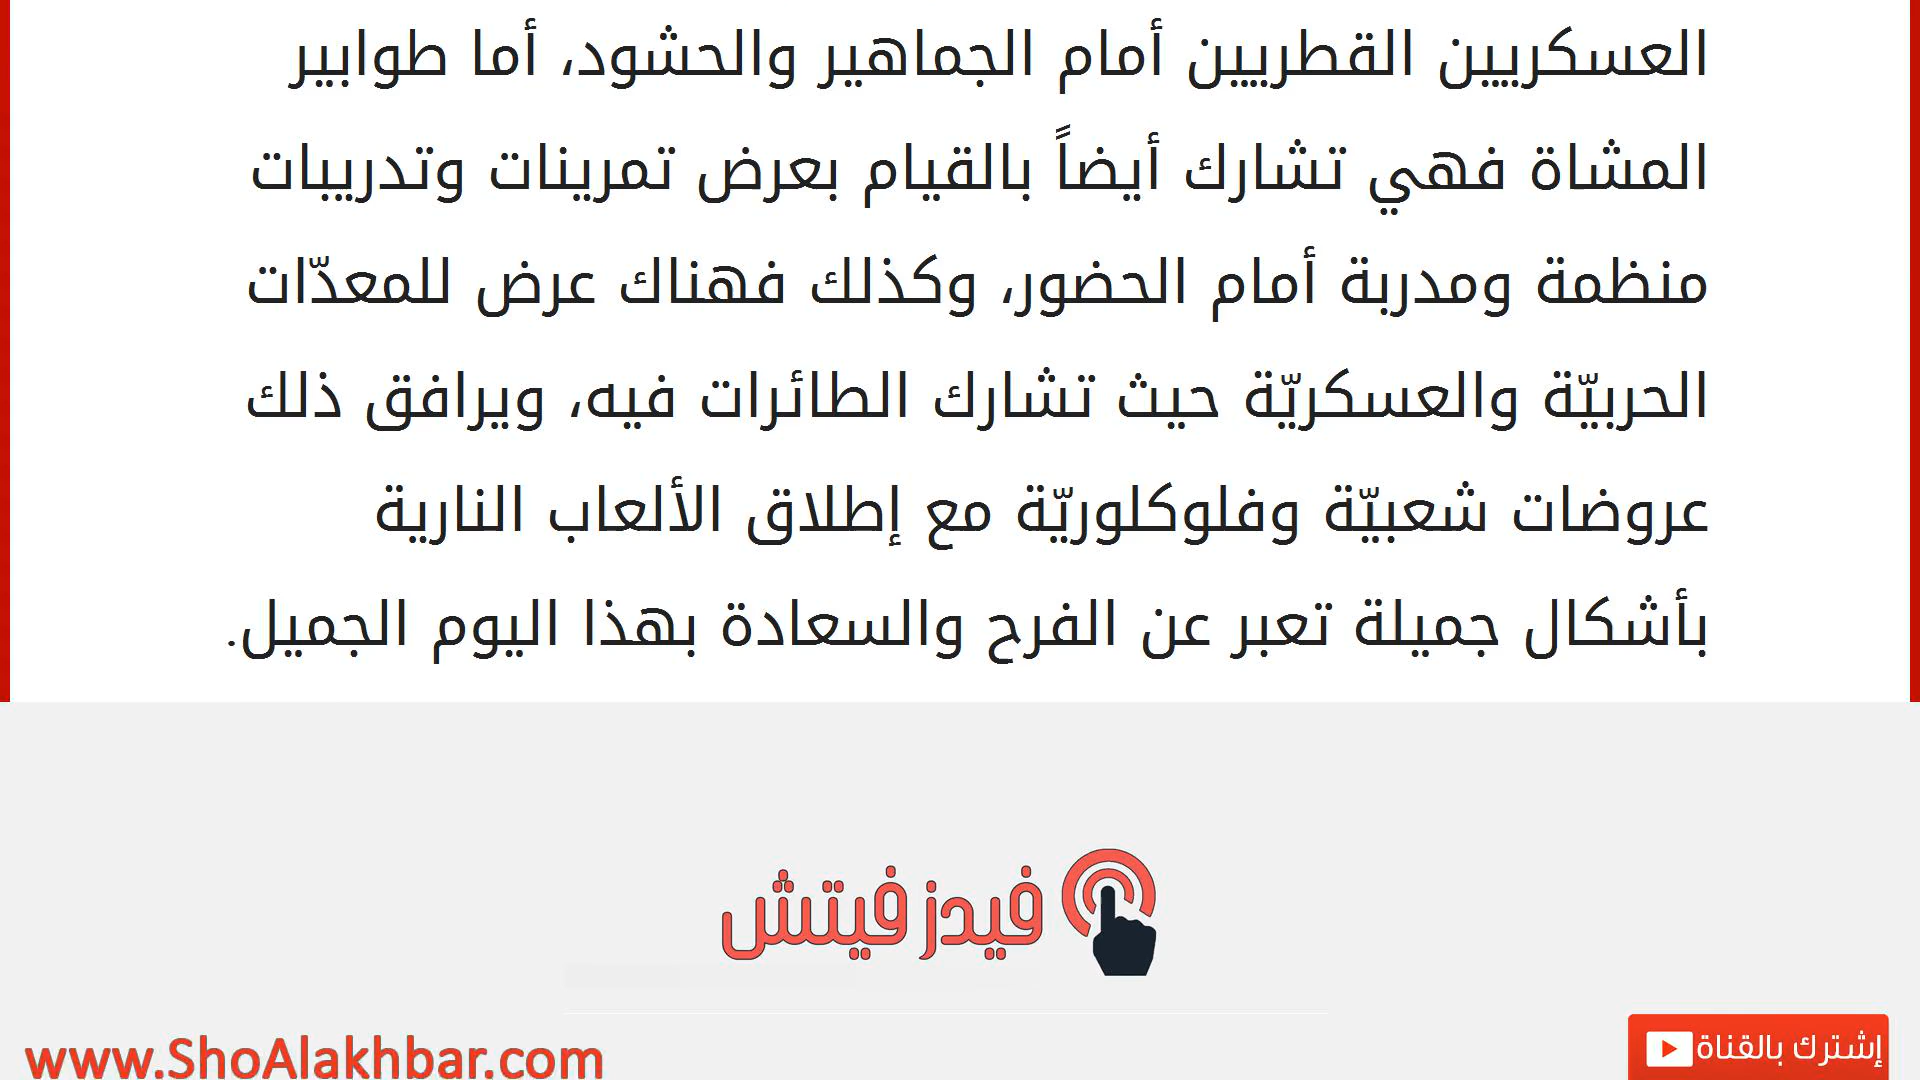 العسكريين القطريين أمام الجماهير والحشود، أما طوابير
المشاة فهي تشارك أيضاً بالقيام بعرض تمرينات وتدريبات
منظمة ومدربة أمام الحضور، وكذلك فهناك عرض للمعدّات
الحربيّة والعسكريّة حيث تشارك الطائرات فيه، ويرافق ذلك
عروضات شعبيّة وفلوكلوريّة مع إطلاق الألعاب النارية
بأشكال جميلة تعبر عن الفرح والسعادة بهذا اليوم الجميل.
فيدز فيتش
www.ShoAlakhbar.com
إشترك بالقناة